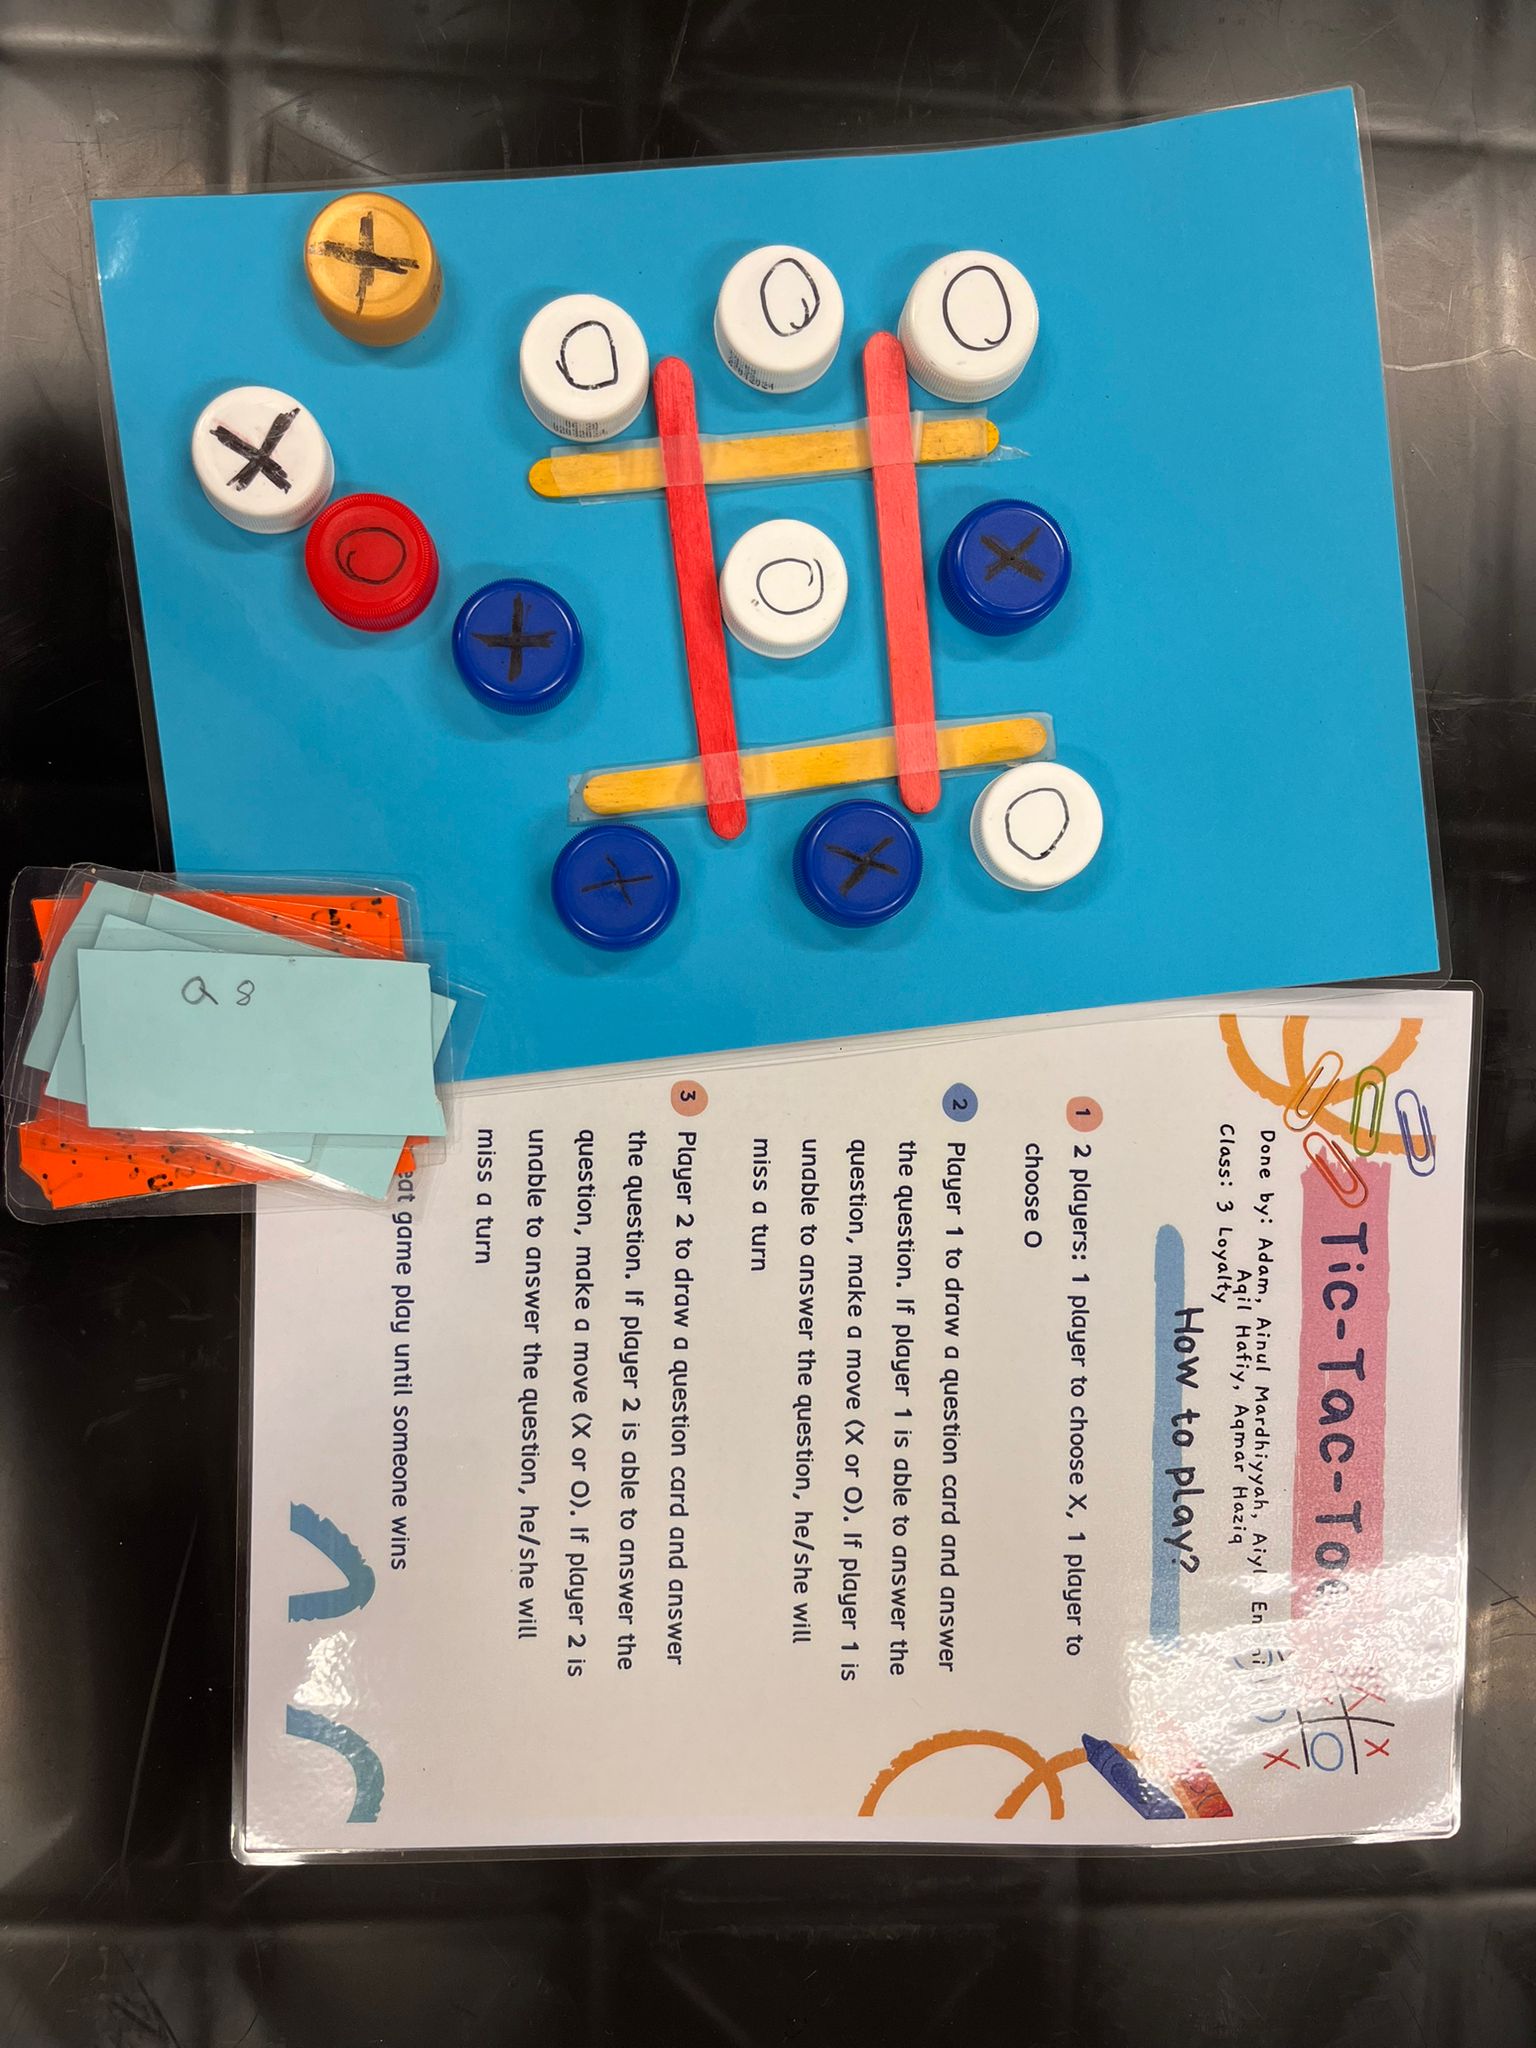 Tic-Tac-Toe
Done by: Adam, Ainul Mardhiyyah,
Aqil Hafiy, Aqmar Haziq
Class: 3 Loyalty
How to play?
1 2 players: 1 player to choose X, 1 player to
choose O
2 Player 1 to draw a question card and answer
the question. If player 1 is able to answer the
question, make a move (X or O). If player 1 is
unable to answer the question, he/she will
miss a turn
3 Player 2 to draw a question card and answer
the question. If player 2 is able to answer the
question, make a move (X or O). If player 2 is
unable to answer the question, he/she will
miss a turn
game play until someone wins
O X O
O O X
O X X
X O
X
Q 8